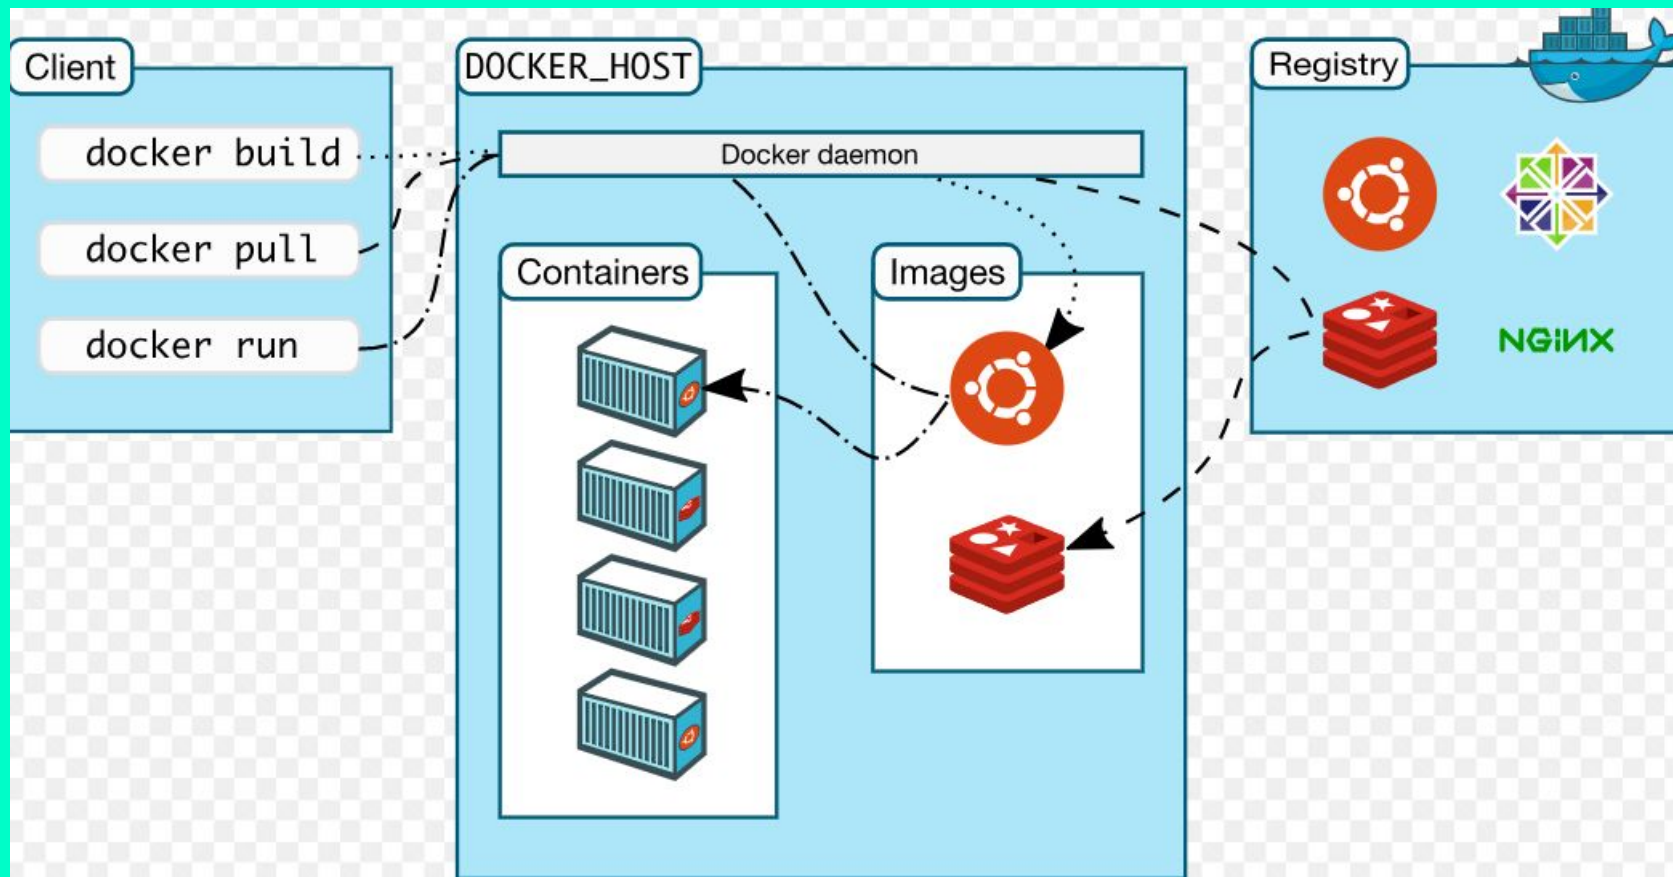 Client
docker build
docker pull
docker run
DOCKER_HOST
Docker daemon
Containers
Images
Registry
NGINX